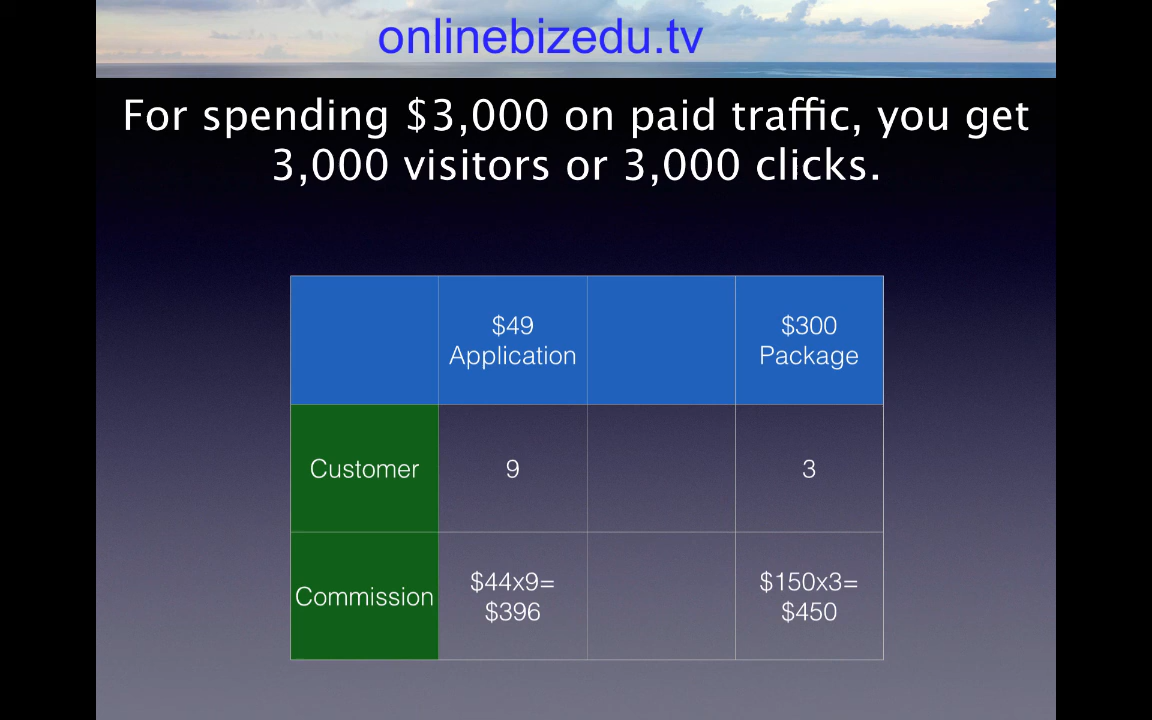 onlinebizedu.tv
For spending $3,000 on paid traffic, you get
3,000 visitors or 3,000 clicks.
$49
Application
$300
Package
Customer
9
3
Commission
$44x9=
$396
$150x3=
$450